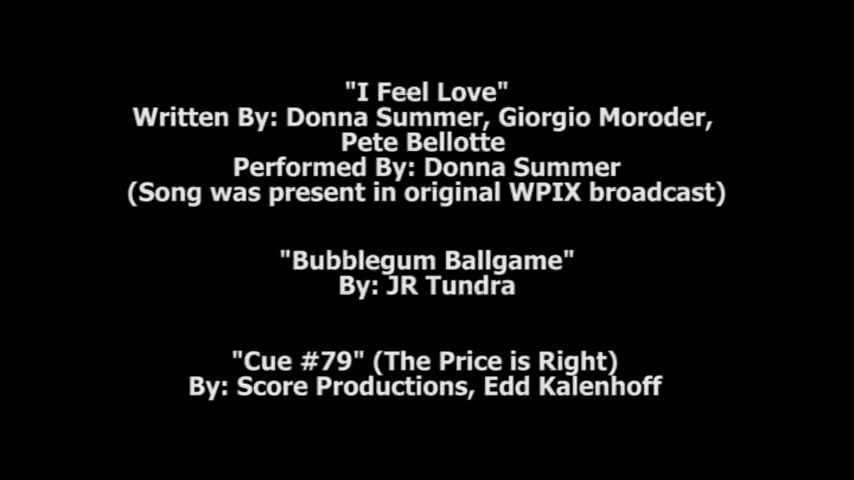 "I Feel Love"
Written By: Donna Summer, Giorgio Moroder,
Pete Bellotte
Performed By: Donna Summer
(Song was present in original WPIX broadcast)
"Bubblegum Ballgame"
By: JR Tundra
"Cue #79" (The Price is Right)
By: Score Productions, Edd Kalenhoff